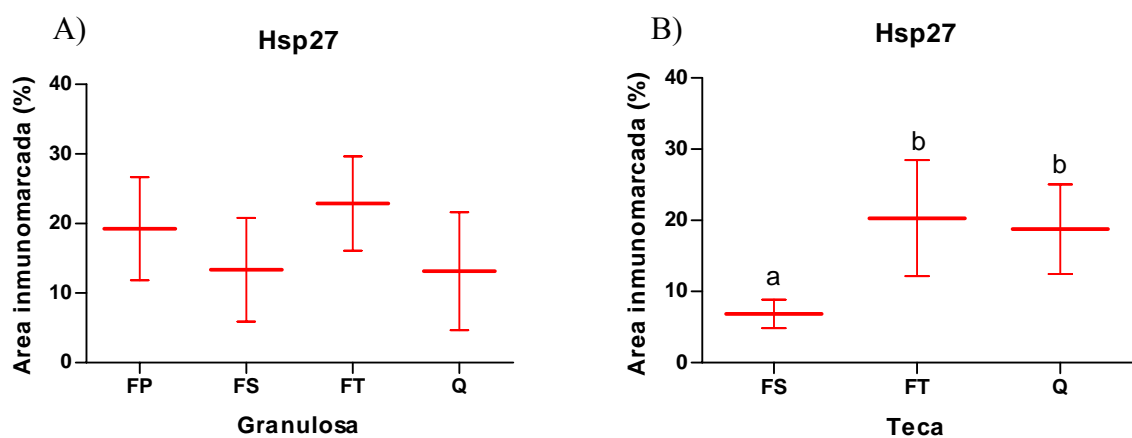 A)
Hsp27
Area inmunomarcada (%)
40
30
20
10
0
FP FS FT Q
Granulosa
B)
Hsp27
Area inmunomarcada (%)
40
30
20
10
0
a
b
b
FS FT Q
Teca